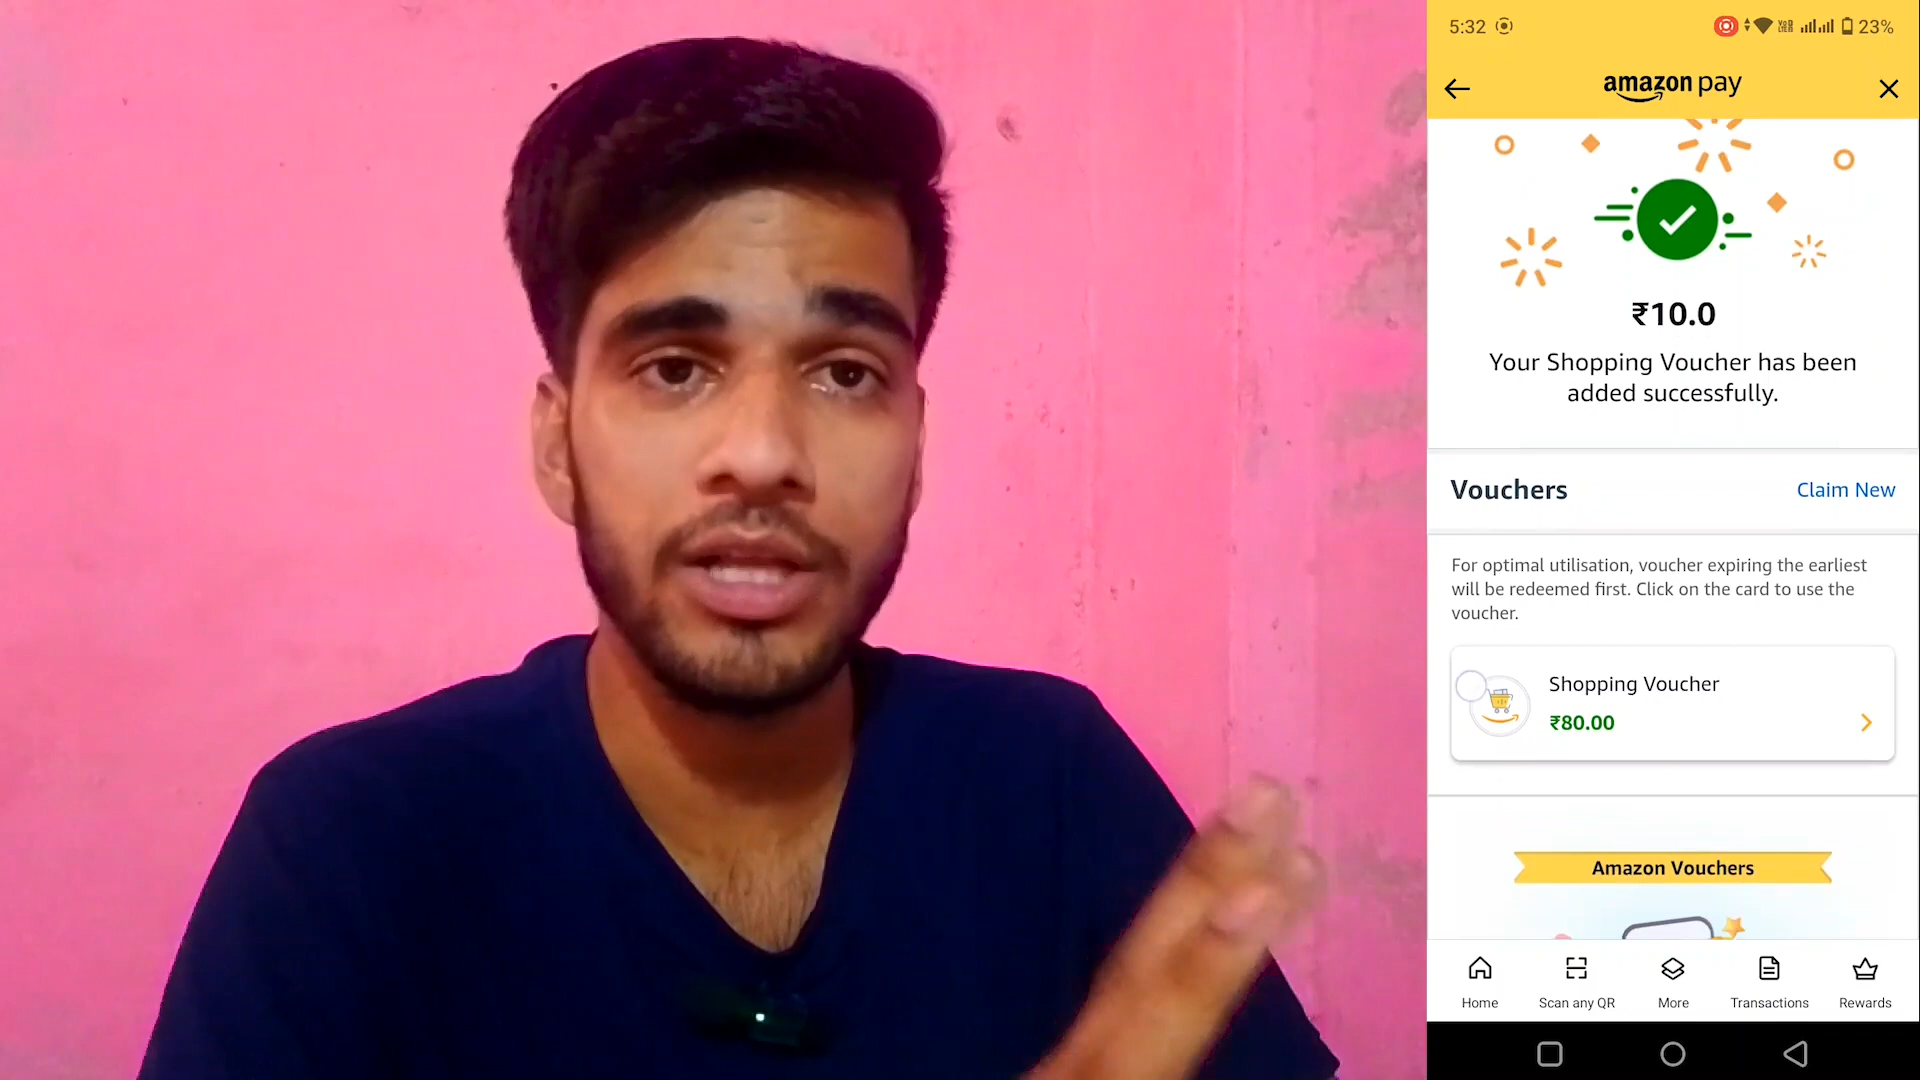 5:32
23%
amazon pay
₹10.0
Your Shopping Voucher has been
added successfully.
Vouchers
Claim New
For optimal utilisation, voucher expiring the earliest
will be redeemed first. Click on the card to use the
voucher.
Shopping Voucher
₹80.00
Amazon Vouchers
Home
Scan any QR
More
Transactions
Rewards